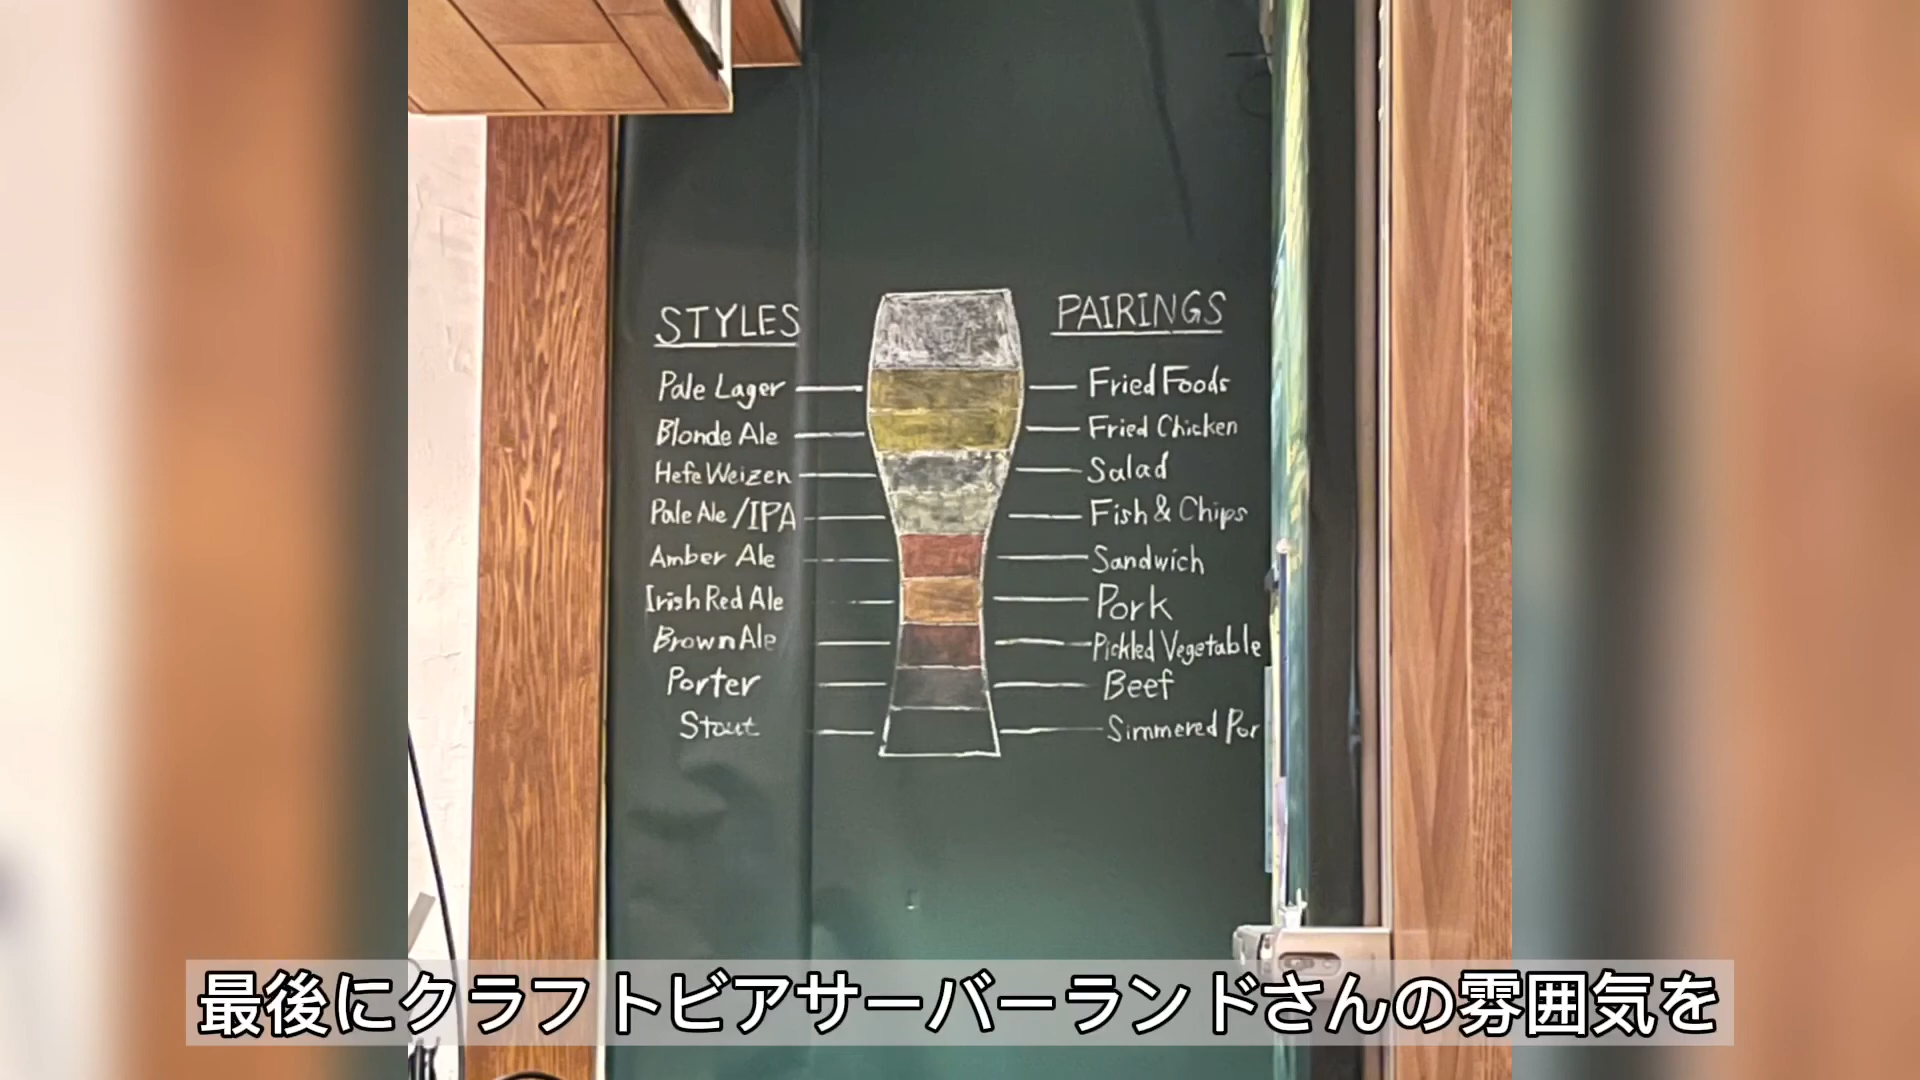 STYLES
PAIRINGS
Pale Lager
Fried Foods
Blonde Ale
Fried Chicken
Hefe Weizen
Salad
Pale Ale/IPA
Fish & Chips
Amber Ale
Sandwich
Irish Red Ale
Pork
Brown Ale
Pickled Vegetable
Porter
Beef
Stout
Simmered Por
最後にクラフトビアサーバーランドさんの雰囲気を